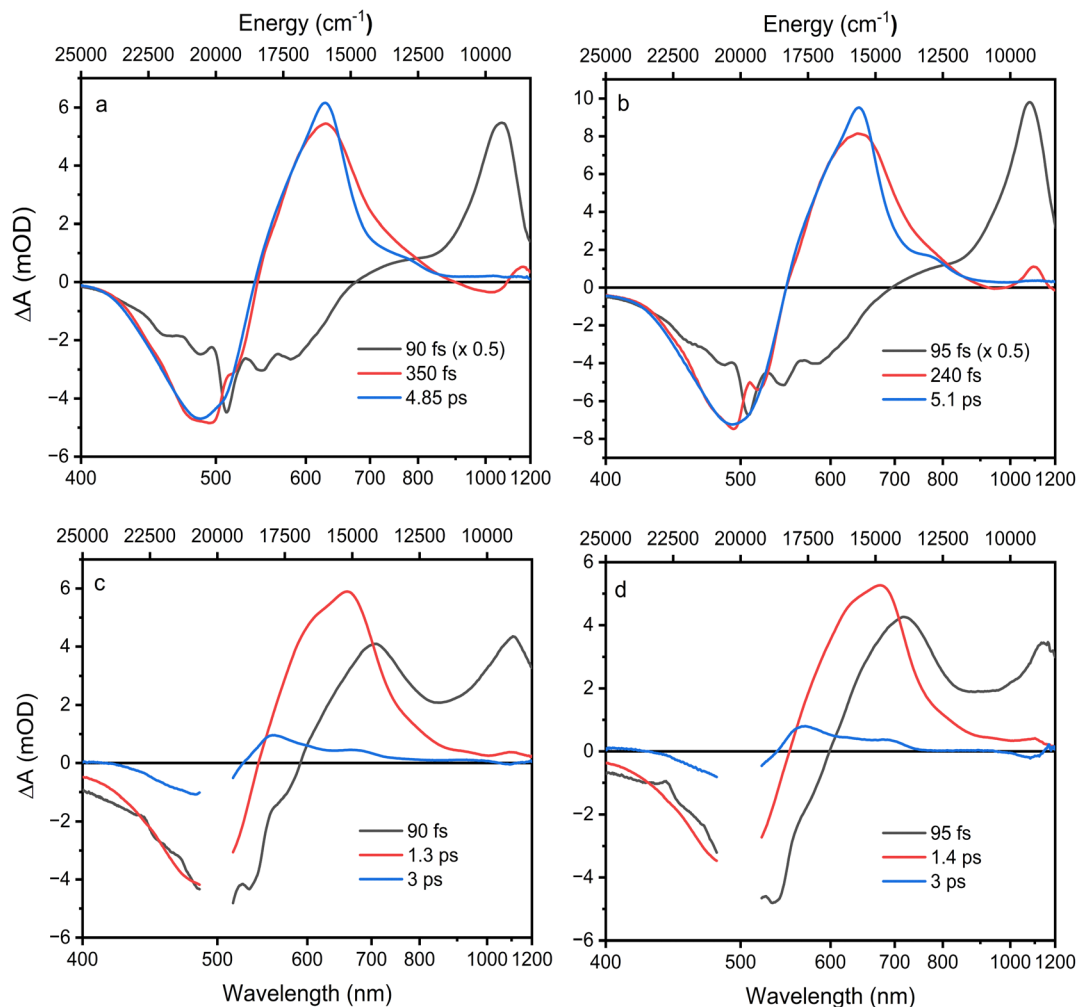 Energy (cm⁻¹)
25000 22500 20000 17500 15000 12500 10000
a
ΔA (mOD)
6
4
2
0
−2
−4
−6
90 fs (x 0.5)
350 fs
4.85 ps
400 500 600 700 800 1000 1200
Energy (cm⁻¹)
25000 22500 20000 17500 15000 12500 10000
b
10
8
6
4
2
0
−2
−4
−6
−8
95 fs (x 0.5)
240 fs
5.1 ps
400 500 600 700 800 1000 1200
25000 22500 20000 17500 15000 12500 10000
c
ΔA (mOD)
6
4
2
0
−2
−4
−6
90 fs
1.3 ps
3 ps
400 500 600 700 800 1000 1200
Wavelength (nm)
25000 22500 20000 17500 15000 12500 10000
d
6
4
2
0
−2
−4
−6
95 fs
1.4 ps
3 ps
400 500 600 700 800 1000 1200
Wavelength (nm)